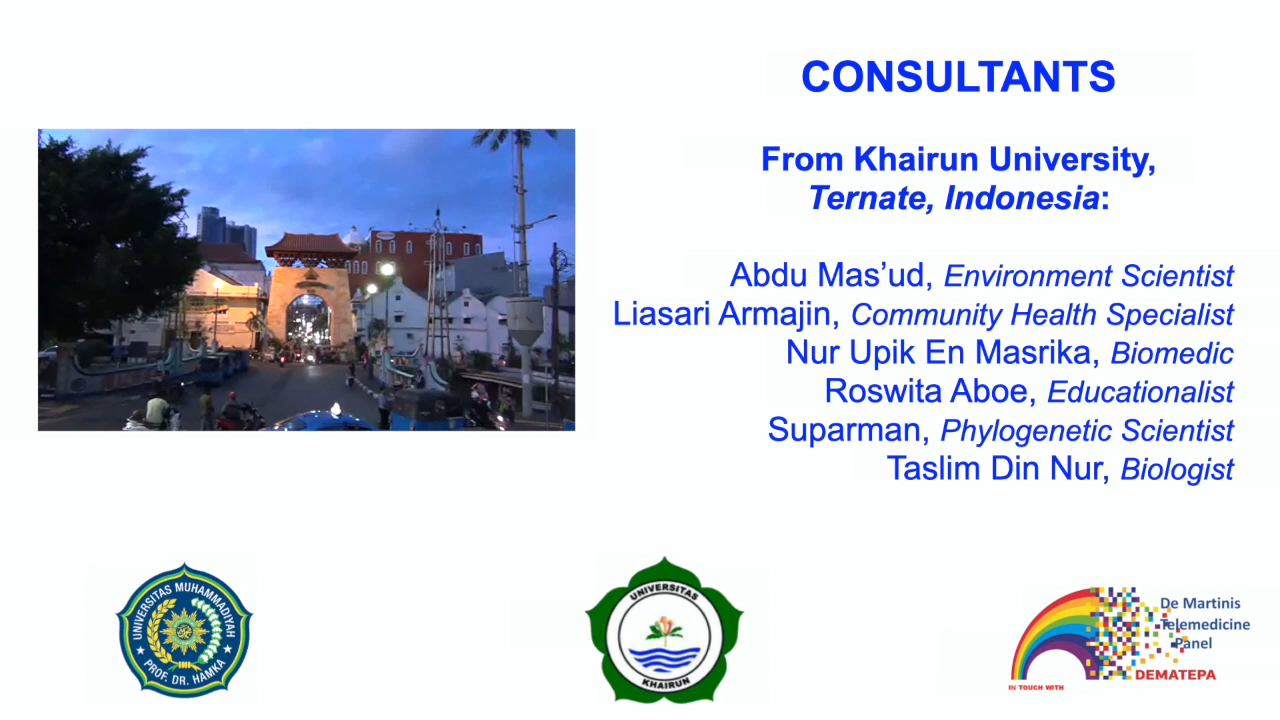 CONSULTANTS
From Khairun University,
Ternate, Indonesia:
Abdu Mas’ud, Environment Scientist
Liasari Armajin, Community Health Specialist
Nur Upik En Masrika, Biomedic
Roswita Aboe, Educationalist
Suparman, Phylogenetic Scientist
Taslim Din Nur, Biologist
UNIVERSITAS MUHAMMADIYAH
PROF. DR. HAMKA
UNIVERSITAS
KHAIRUN
De Martinis
Telemedicine
Panel
DEMATEPA
IN TOUCH WITH